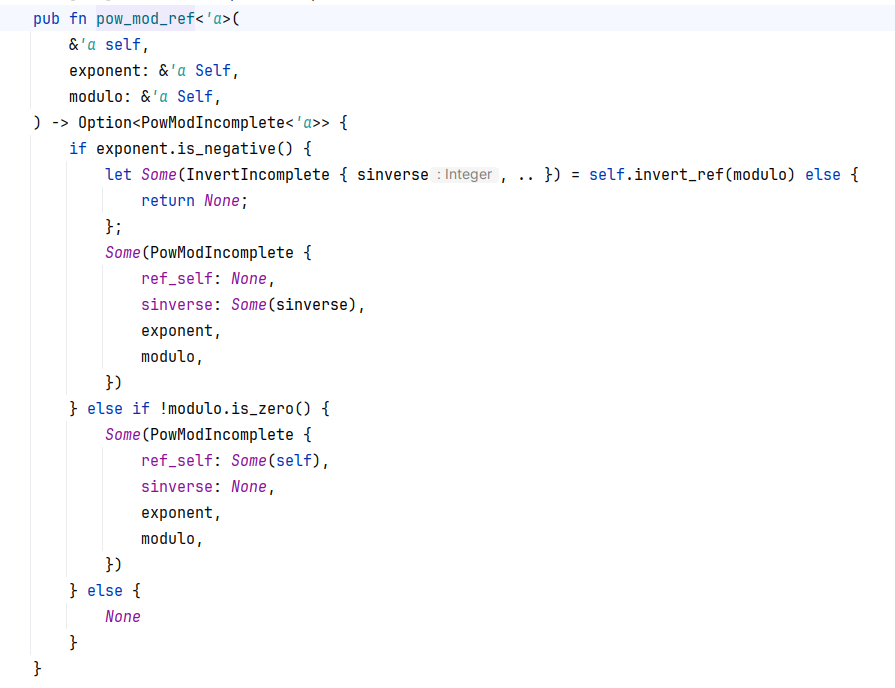 pub fn pow_mod_ref<'a>(
    &'a self,
    exponent: &'a Self,
    modulo: &'a Self,
) -> Option<PowModIncomplete<'a>> {
    if exponent.is_negative() {
        let Some(InvertIncomplete { sinverse : Integer , .. }) = self.invert_ref(modulo) else {
            return None;
        };
        Some(PowModIncomplete {
            ref_self: None,
            sinverse: Some(sinverse),
            exponent,
            modulo,
        })
    } else if !modulo.is_zero() {
        Some(PowModIncomplete {
            ref_self: Some(self),
            sinverse: None,
            exponent,
            modulo,
        })
    } else {
        None
    }
}